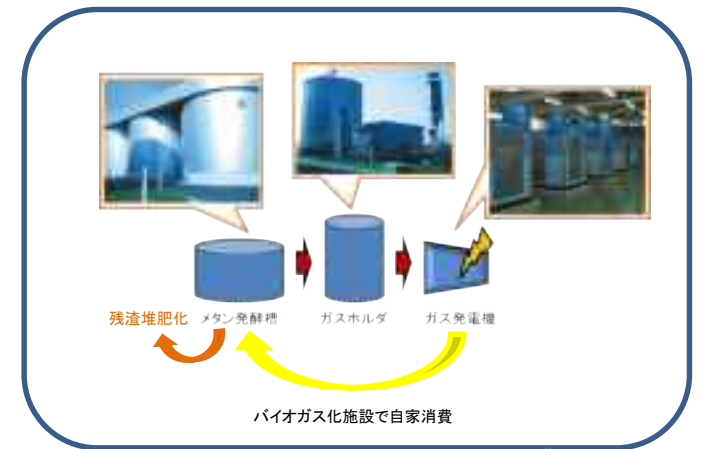 残渣堆肥化
メタン発酵槽
ガスホルダ
ガス発電機
バイオガス化施設で自家消費